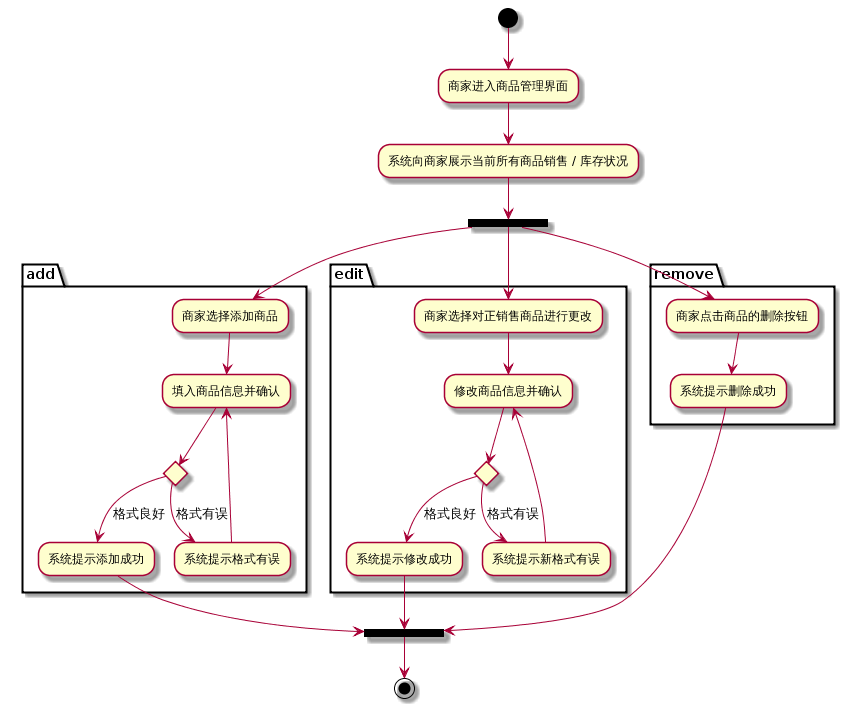 商家进入商品管理界面
系统向商家展示当前所有商品销售 / 库存状况
add
商家选择添加商品
填入商品信息并确认
格式良好
格式有误
系统提示添加成功
系统提示格式有误
edit
商家选择对正销售商品进行更改
修改商品信息并确认
格式良好
格式有误
系统提示修改成功
系统提示新格式有误
remove
商家点击商品的删除按钮
系统提示删除成功